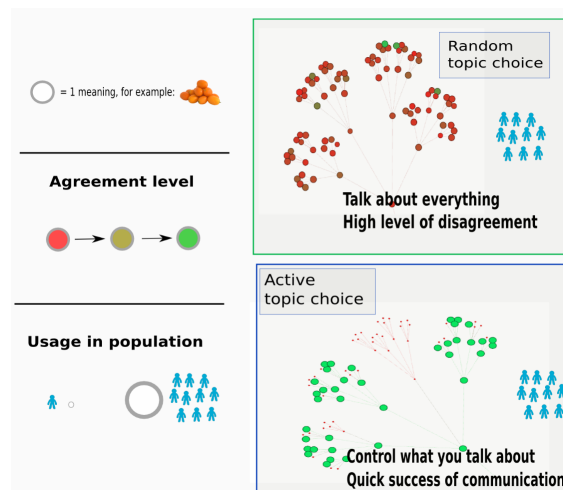 = 1 meaning, for example:
Agreement level
Usage in population
Random
topic choice
Talk about everything
High level of disagreement
Active
topic choice
Control what you talk about
Quick success of communication